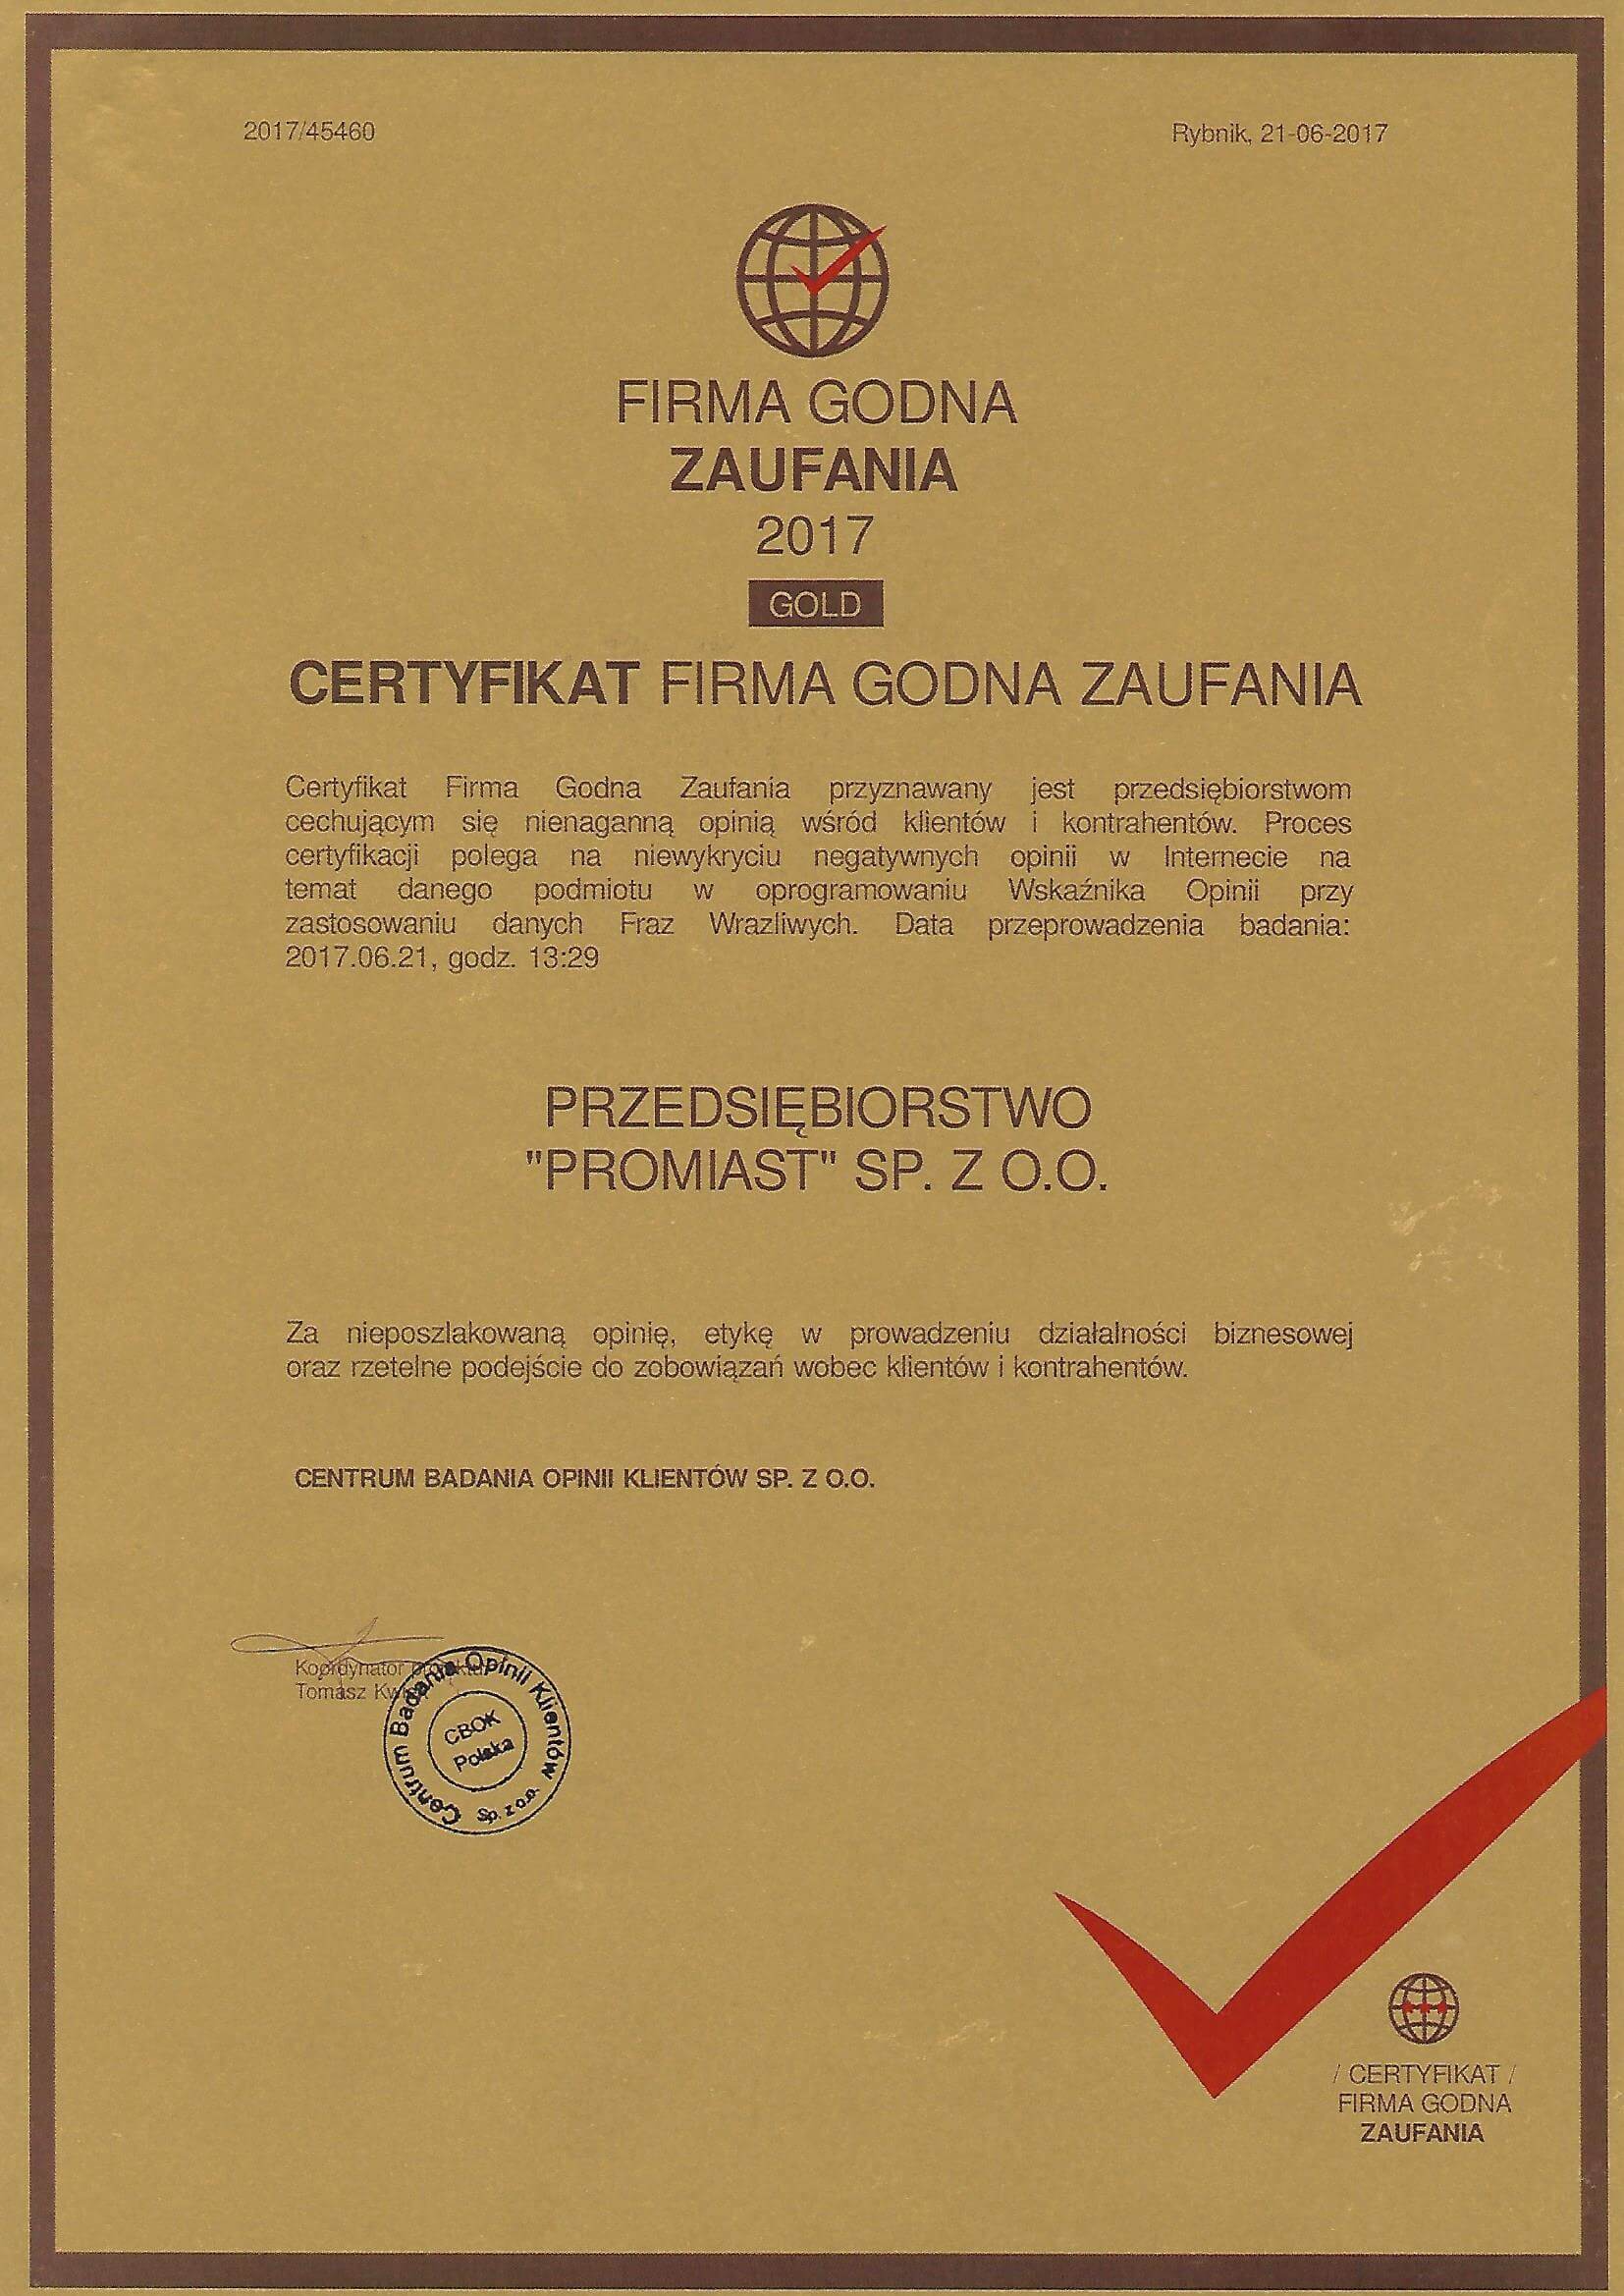 2017/45460
Rybnik, 21-06-2017
FIRMA GODNA
ZAUFANIA
2017
GOLD
CERTYFIKAT FIRMA GODNA ZAUFANIA
Certyfikat Firma Godna Zaufania przyznawany jest przedsiębiorstwom
cechującym się nienaganną opinią wśród klientów i kontrahentów. Proces
certyfikacji polega na niewykryciu negatywnych opinii w Internecie na
temat danego podmiotu w oprogramowaniu Wskaźnika Opinii przy
zastosowaniu danych Fraz Wrazliwych. Data przeprowadzenia badania:
2017.06.21, godz. 13:29
PRZEDSIĘBIORSTWO
"PROMIAST" SP. Z O.O.
Za nieposzlakowaną opinię, etykę w prowadzeniu działalności biznesowej
oraz rzetelne podejście do zobowiązań wobec klientów i kontrahentów.
CENTRUM BADANIA OPINII KLIENTÓW SP. Z O.O.
Koordynator projektu
Tomasz
Centrum Badania Opinii Klientów
Sp. z o.o.
CBOK
Polska
/ CERTYFIKAT /
FIRMA GODNA
ZAUFANIA